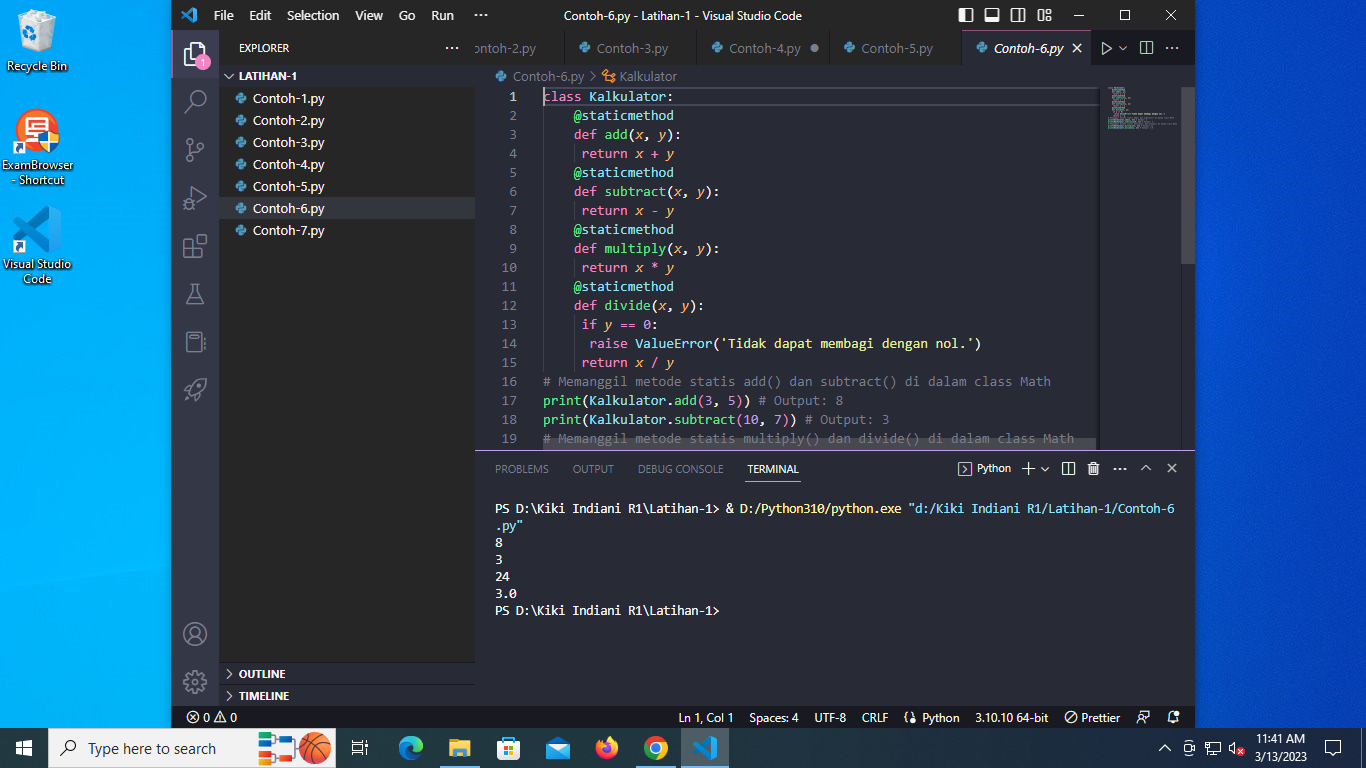 Recycle Bin
ExamBrowser
- Shortcut
Visual Studio
Code
File Edit Selection View Go Run ···
Contoh-6.py - Latihan-1 - Visual Studio Code
EXPLORER
LATIHAN-1
Contoh-1.py
Contoh-2.py
Contoh-3.py
Contoh-4.py
Contoh-5.py
Contoh-6.py
Contoh-7.py
OUTLINE
TIMELINE
1
ontoh-2.py Contoh-3.py Contoh-4.py Contoh-5.py Contoh-6.py
Contoh-6.py > Kalkulator
1 class Kalkulator:
2     @staticmethod
3     def add(x, y):
4      return x + y
5     @staticmethod
6     def subtract(x, y):
7      return x - y
8     @staticmethod
9     def multiply(x, y):
10      return x * y
11     @staticmethod
12     def divide(x, y):
13      if y == 0:
14       raise ValueError('Tidak dapat membagi dengan nol.')
15      return x / y
16 # Memanggil metode statis add() dan subtract() di dalam class Math
17 print(Kalkulator.add(3, 5)) # Output: 8
18 print(Kalkulator.subtract(10, 7)) # Output: 3
19 # Memanggil metode statis multiply() dan divide() di dalam class Math
PROBLEMS OUTPUT DEBUG CONSOLE TERMINAL Python
PS D:\Kiki Indiani R1\Latihan-1> & D:/Python310/python.exe "d:/Kiki Indiani R1/Latihan-1/Contoh-6
.py"
8
3
24
3.0
PS D:\Kiki Indiani R1\Latihan-1>
0 0 Ln 1, Col 1 Spaces: 4 UTF-8 CRLF Python 3.10.10 64-bit Prettier
Type here to search
11:41 AM
3/13/2023